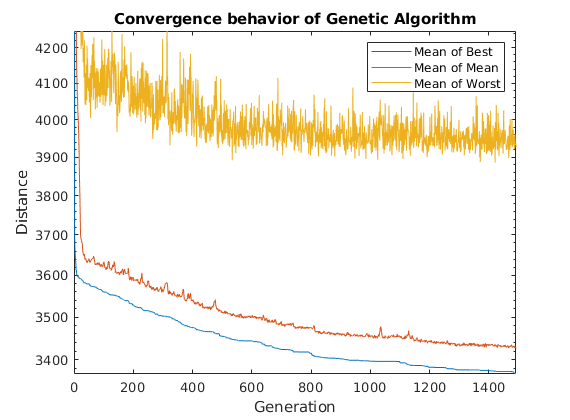 Convergence behavior of Genetic Algorithm
Mean of Best
Mean of Mean
Mean of Worst
4200
4100
4000
3900
3800
3700
3600
3500
3400
Distance
0 200 400 600 800 1000 1200 1400
Generation